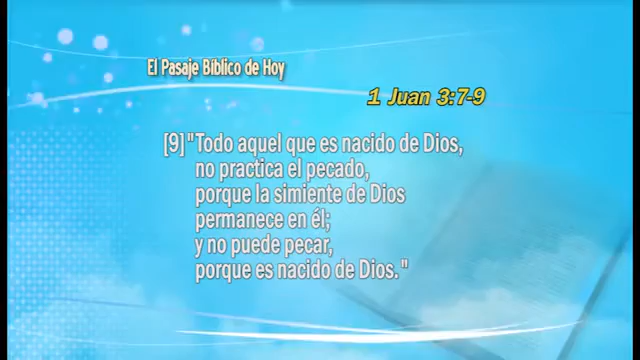 El Pasaje Bíblico de Hoy
1 Juan 3:7-9
[9]"Todo aquel que es nacido de Dios,
no practica el pecado,
porque la simiente de Dios
permanece en él;
y no puede pecar,
porque es nacido de Dios."